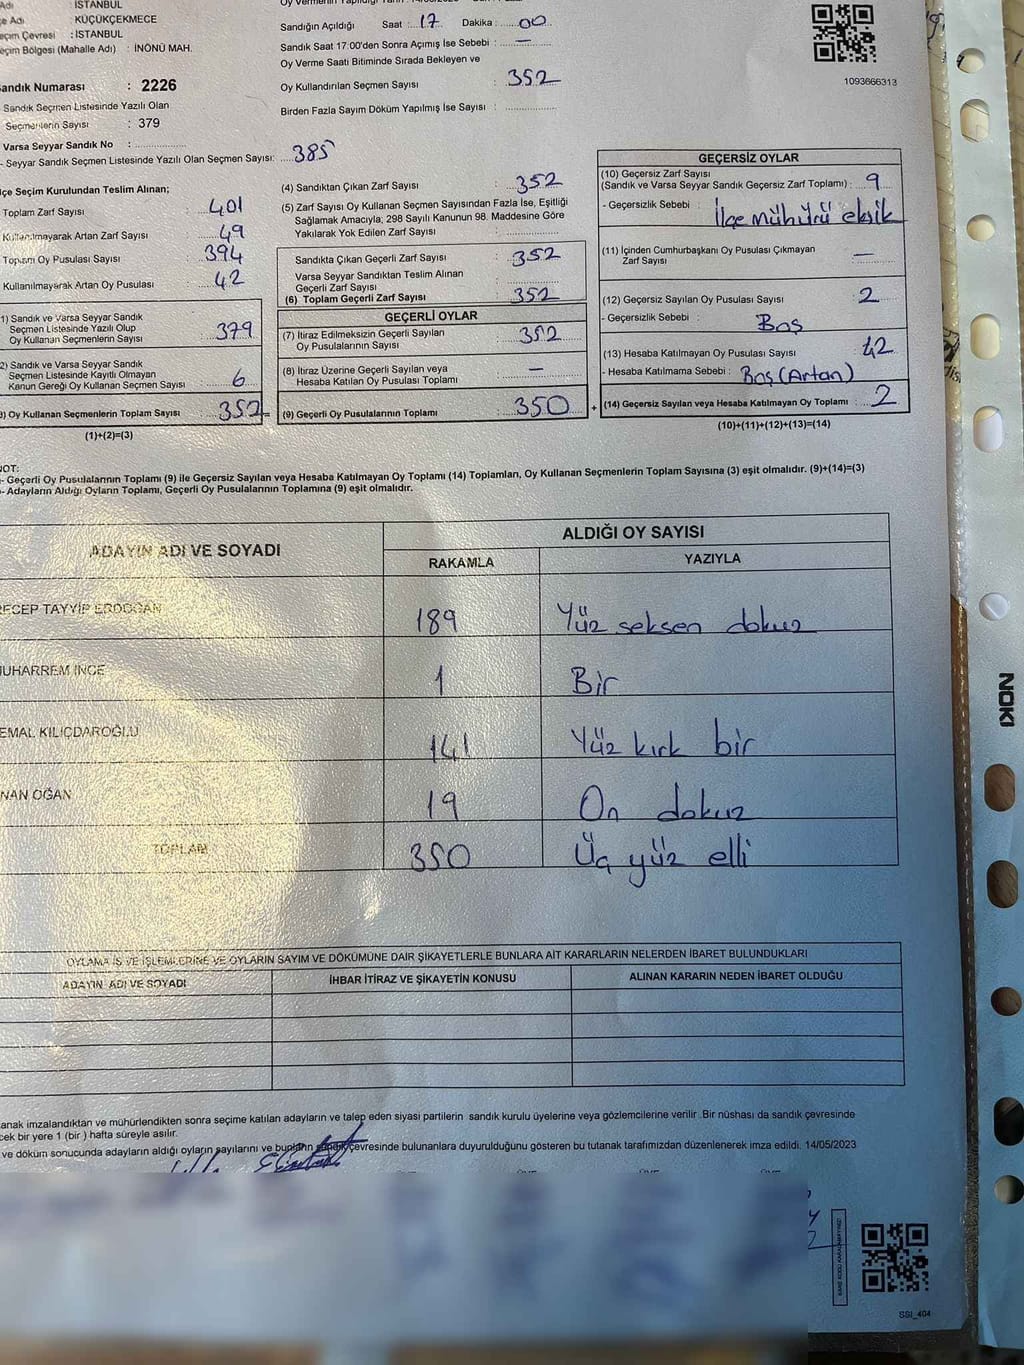 Adı : İSTANBUL
çe Adı : KÜÇÜKÇEKMECE
eçim Çevresi : İSTANBUL
eçim Bölgesi (Mahalle Adı) : İNÖNÜ MAH.
andık Numarası : 2226
Sandık Seçmen Listesinde Yazılı Olan
Seçmenlerin Sayısı : 379
Varsa Seyyar Sandık No :
- Seyyar Sandık Seçmen Listesinde Yazılı Olan Seçmen Sayısı: 385
Sandığın Açıldığı Saat : 17 Dakika : 00
Sandık Saat 17:00'den Sonra Açımış İse Sebebi : —
Oy Verme Saati Bitiminde Sırada Bekleyen ve
Oy Kullandırılan Seçmen Sayısı : 352
Birden Fazla Sayım Döküm Yapılmış İse Sayısı :
1093666313
lçe Seçim Kurulundan Teslim Alınan;
Toplam Zarf Sayısı : 401
Kullanılmayarak Artan Zarf Sayısı : 49
Toplam Oy Pusulası Sayısı : 394
Kullanılmayarak Artan Oy Pusulası : 42
1) Sandık ve Varsa Seyyar Sandık
Seçmen Listesinde Yazılı Olup
Oy Kullanan Seçmenlerin Sayısı : 379
2) Sandık ve Varsa Seyyar Sandık
Seçmen Listesinde Kayıtlı Olmayan
Kanun Gereği Oy Kullanan Seçmen Sayısı : 6
3) Oy Kullanan Seçmenlerin Toplam Sayısı : 352 =
(1)+(2)=(3)
(4) Sandıktan Çıkan Zarf Sayısı : 352
(5) Zarf Sayısı Oy Kullanan Seçmen Sayısından Fazla İse, Eşitliği
Sağlamak Amacıyla; 298 Sayılı Kanunun 98. Maddesine Göre
Yakılarak Yok Edilen Zarf Sayısı :
Sandıkta Çıkan Geçerli Zarf Sayısı : 352
Varsa Seyyar Sandıktan Teslim Alınan
Geçerli Zarf Sayısı :
(6) Toplam Geçerli Zarf Sayısı : 352
GEÇERLİ OYLAR
(7) İtiraz Edilmeksizin Geçerli Sayılan
Oy Pusulalarının Sayısı : 352
(8) İtiraz Üzerine Geçerli Sayılan veya
Hesaba Katılan Oy Pusulası Toplamı : —
(9) Geçerli Oy Pusulalarının Toplamı : 350 +
GEÇERSİZ OYLAR
(10) Geçersiz Zarf Sayısı
(Sandık ve Varsa Seyyar Sandık Geçersiz Zarf Toplamı) : 9
- Geçersizlik Sebebi : İlçe mühürü eksik
(11) İçinden Cumhurbaşkanı Oy Pusulası Çıkmayan
Zarf Sayısı : —
(12) Geçersiz Sayılan Oy Pusulası Sayısı : 2
- Geçersizlik Sebebi : Boş
(13) Hesaba Katılmayan Oy Pusulası Sayısı : 42
- Hesaba Katılmama Sebebi : Boş (Artan)
(14) Geçersiz Sayılan veya Hesaba Katılmayan Oy Toplamı : 2
(10)+(11)+(12)+(13)=(14)
NOT:
- Geçerli Oy Pusulalarının Toplamı (9) ile Geçersiz Sayılan veya Hesaba Katılmayan Oy Toplamı (14) Toplamları, Oy Kullanan Seçmenlerin Toplam Sayısına (3) eşit olmalıdır. (9)+(14)=(3)
- Adayların Aldığı Oyların Toplamı, Geçerli Oy Pusulalarının Toplamına (9) eşit olmalıdır.
ADAYIN ADI VE SOYADI
ALDIĞI OY SAYISI
RAKAMLA YAZIYLA
RECEP TAYYİP ERDOĞAN 189 Yüz seksen dokuz
MUHARREM İNCE 1 Bir
EMAL KILIÇDAROĞLU 141 Yüz kırk bir
NAN OĞAN 19 On dokuz
TOPLAM 350 Üç yüz elli
OYLAMA İŞ VE İŞLEMLERİNE VE OYLARIN SAYIM VE DÖKÜMÜNE DAİR ŞİKAYETLERLE BUNLARA AİT KARARLARIN NELERDEN İBARET BULUNDUKLARI
ADAYIN ADI VE SOYADI İHBAR İTİRAZ VE ŞİKAYETİN KONUSU ALINAN KARARIN NEDEN İBARET OLDUĞU
anak imzalandıktan ve mühürlendikten sonra seçime katılan adayların ve talep eden siyasi partilerin sandık kurulu üyelerine veya gözlemcilerine verilir .Bir nüshası da sandık çevresinde
cek bir yere 1 (bir ) hafta süreyle asılır.
ve döküm sonucunda adayların aldığı oyların sayılarını ve bunların sandık çevresinde bulunanlara duyurulduğunu gösteren bu tutanak tarafımızdan düzenlenerek imza edildi. 14/05/2023
SSI_404
NOKI